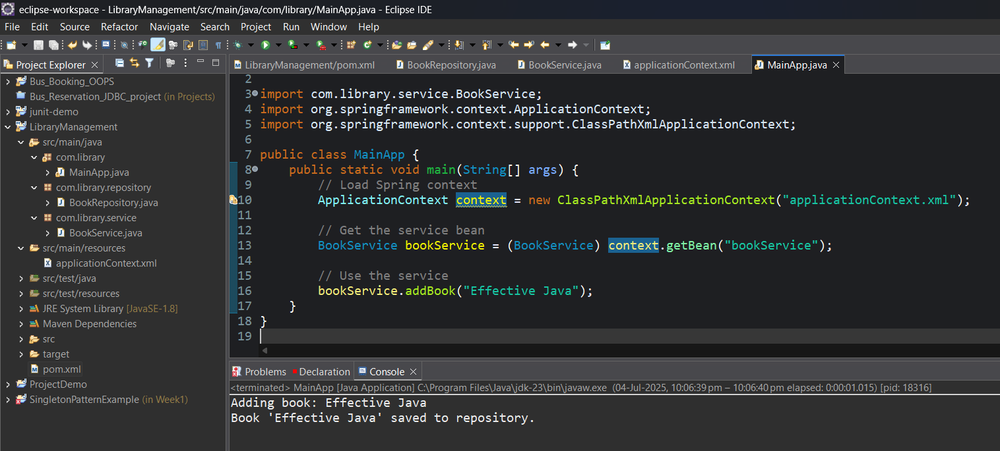 eclipse-workspace - LibraryManagement/src/main/java/com/library/MainApp.java - Eclipse IDE
File Edit Source Refactor Navigate Search Project Run Window Help
Project Explorer
Bus_Booking_OOPS
Bus_Reservation_JDBC_project (in Projects)
junit-demo
LibraryManagement
src/main/java
com.library
MainApp.java
com.library.repository
BookRepository.java
com.library.service
BookService.java
src/main/resources
applicationContext.xml
src/test/java
src/test/resources
JRE System Library [JavaSE-1.8]
Maven Dependencies
src
target
pom.xml
ProjectDemo
SingletonPatternExample (in Week1)
LibraryManagement/pom.xml BookRepository.java BookService.java applicationContext.xml MainApp.java
2
3 import com.library.service.BookService;
4 import org.springframework.context.ApplicationContext;
5 import org.springframework.context.support.ClassPathXmlApplicationContext;
6
7 public class MainApp {
8     public static void main(String[] args) {
9         // Load Spring context
10         ApplicationContext context = new ClassPathXmlApplicationContext("applicationContext.xml");
11
12         // Get the service bean
13         BookService bookService = (BookService) context.getBean("bookService");
14
15         // Use the service
16         bookService.addBook("Effective Java");
17     }
18 }
19
Problems Declaration Console
<terminated> MainApp [Java Application] C:\Program Files\Java\jdk-23\bin\javaw.exe (04-Jul-2025, 10:06:39 pm – 10:06:40 pm elapsed: 0:00:01.015) [pid: 18316]
Adding book: Effective Java
Book 'Effective Java' saved to repository.